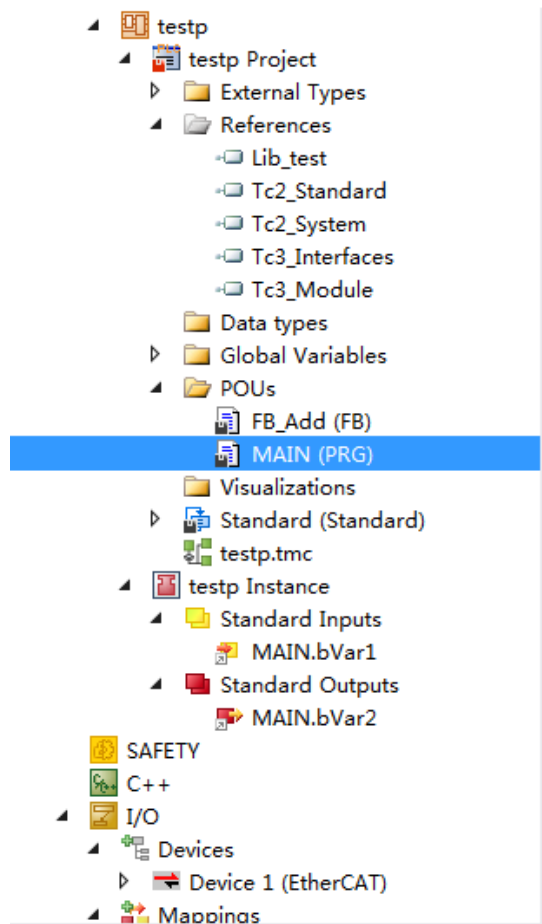 testp
testp Project
External Types
References
Lib_test
Tc2_Standard
Tc2_System
Tc3_Interfaces
Tc3_Module
Data types
Global Variables
POUs
FB_Add (FB)
MAIN (PRG)
Visualizations
Standard (Standard)
testp.tmc
testp Instance
Standard Inputs
MAIN.bVar1
Standard Outputs
MAIN.bVar2
SAFETY
C++
I/O
Devices
Device 1 (EtherCAT)
Mappings